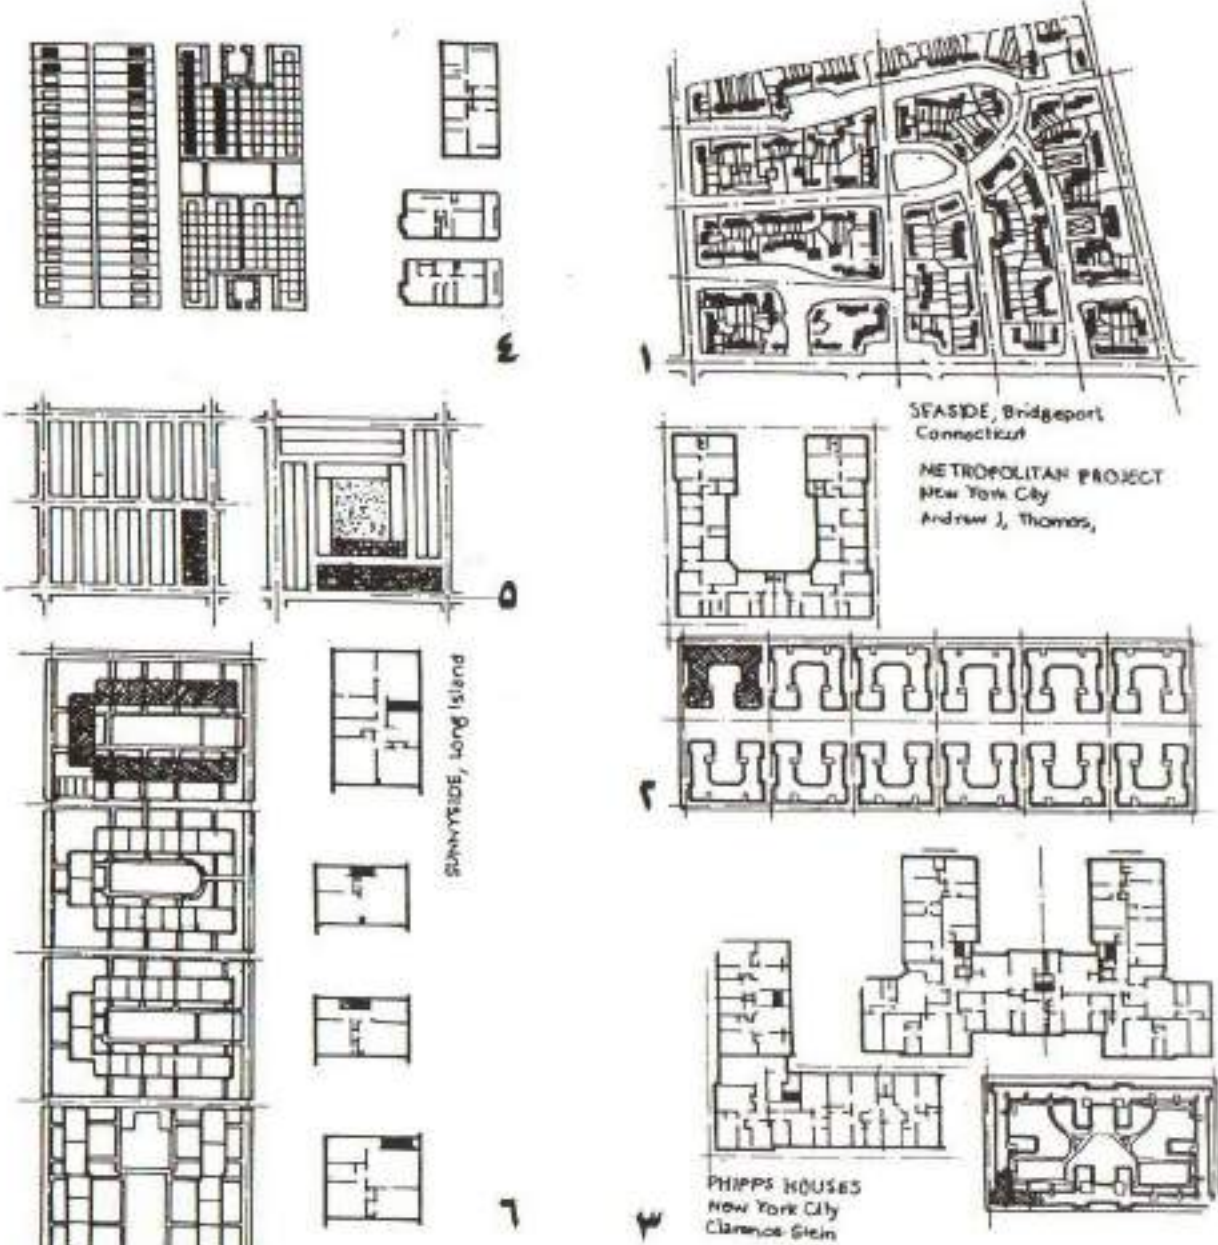 ٤
١
SEASIDE, Bridgeport
Connecticut
METROPOLITAN PROJECT
New York City
Andrew J, Thomas,
٥
SUNNYSIDE, Long Island
٢
٦
٣
PHIPPS HOUSES
New York City
Clarence Stein